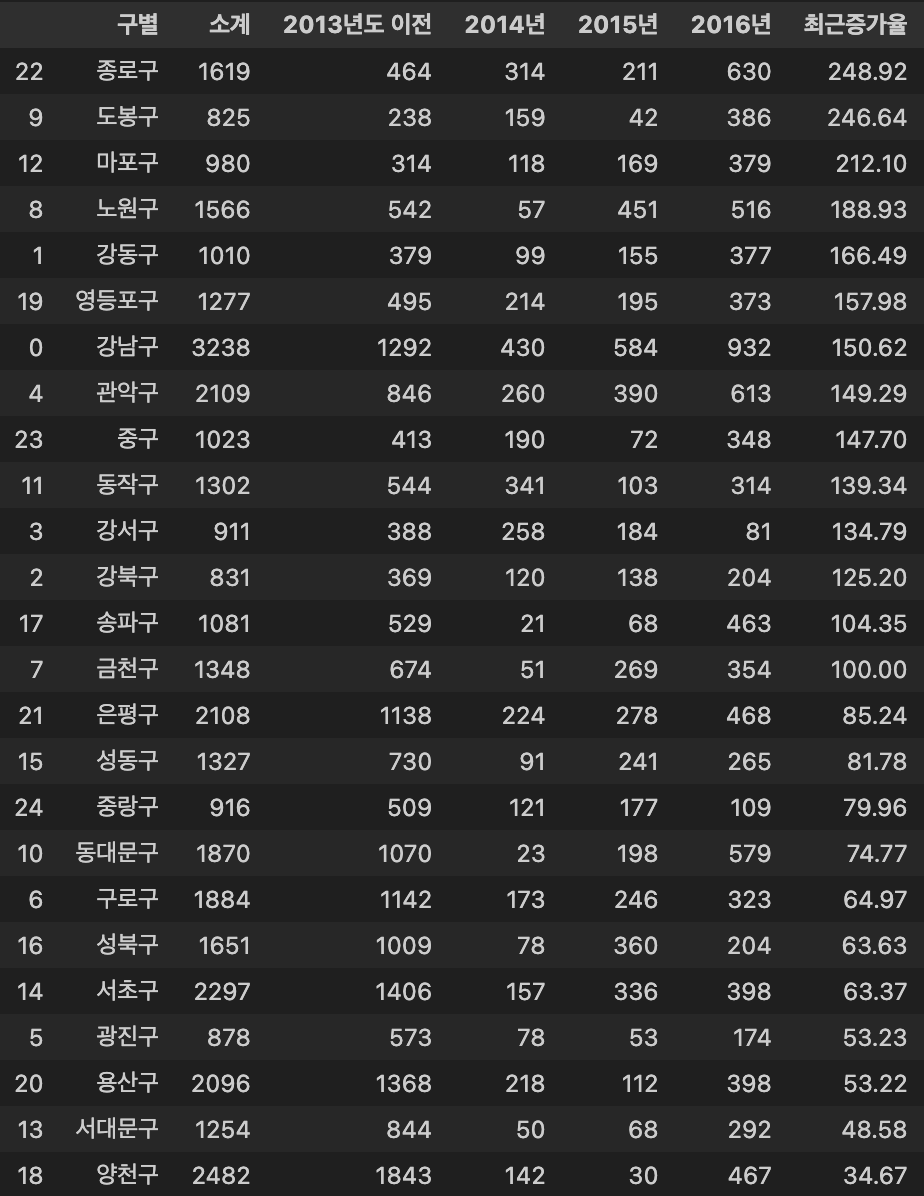 구별 소계 2013년도 이전 2014년 2015년 2016년 최근증가율
22 종로구 1619 464 314 211 630 248.92
9 도봉구 825 238 159 42 386 246.64
12 마포구 980 314 118 169 379 212.10
8 노원구 1566 542 57 451 516 188.93
1 강동구 1010 379 99 155 377 166.49
19 영등포구 1277 495 214 195 373 157.98
0 강남구 3238 1292 430 584 932 150.62
4 관악구 2109 846 260 390 613 149.29
23 중구 1023 413 190 72 348 147.70
11 동작구 1302 544 341 103 314 139.34
3 강서구 911 388 258 184 81 134.79
2 강북구 831 369 120 138 204 125.20
17 송파구 1081 529 21 68 463 104.35
7 금천구 1348 674 51 269 354 100.00
21 은평구 2108 1138 224 278 468 85.24
15 성동구 1327 730 91 241 265 81.78
24 중랑구 916 509 121 177 109 79.96
10 동대문구 1870 1070 23 198 579 74.77
6 구로구 1884 1142 173 246 323 64.97
16 성북구 1651 1009 78 360 204 63.63
14 서초구 2297 1406 157 336 398 63.37
5 광진구 878 573 78 53 174 53.23
20 용산구 2096 1368 218 112 398 53.22
13 서대문구 1254 844 50 68 292 48.58
18 양천구 2482 1843 142 30 467 34.67